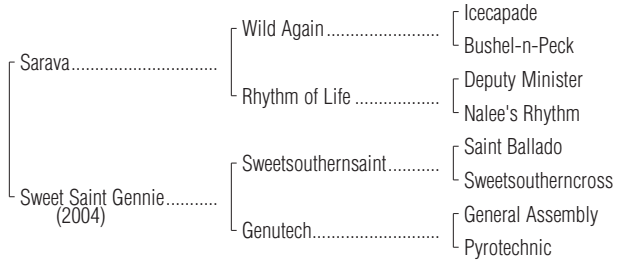 Icecapade
Wild Again......................
Bushel-n-Peck
Sarava.............................
Deputy Minister
Rhythm of Life ................
Nalee's Rhythm
Saint Ballado
Sweetsouthernsaint..........
Sweetsoutherncross
Sweet Saint Gennie..........
(2004)
General Assembly
Genutech.........................
Pyrotechnic